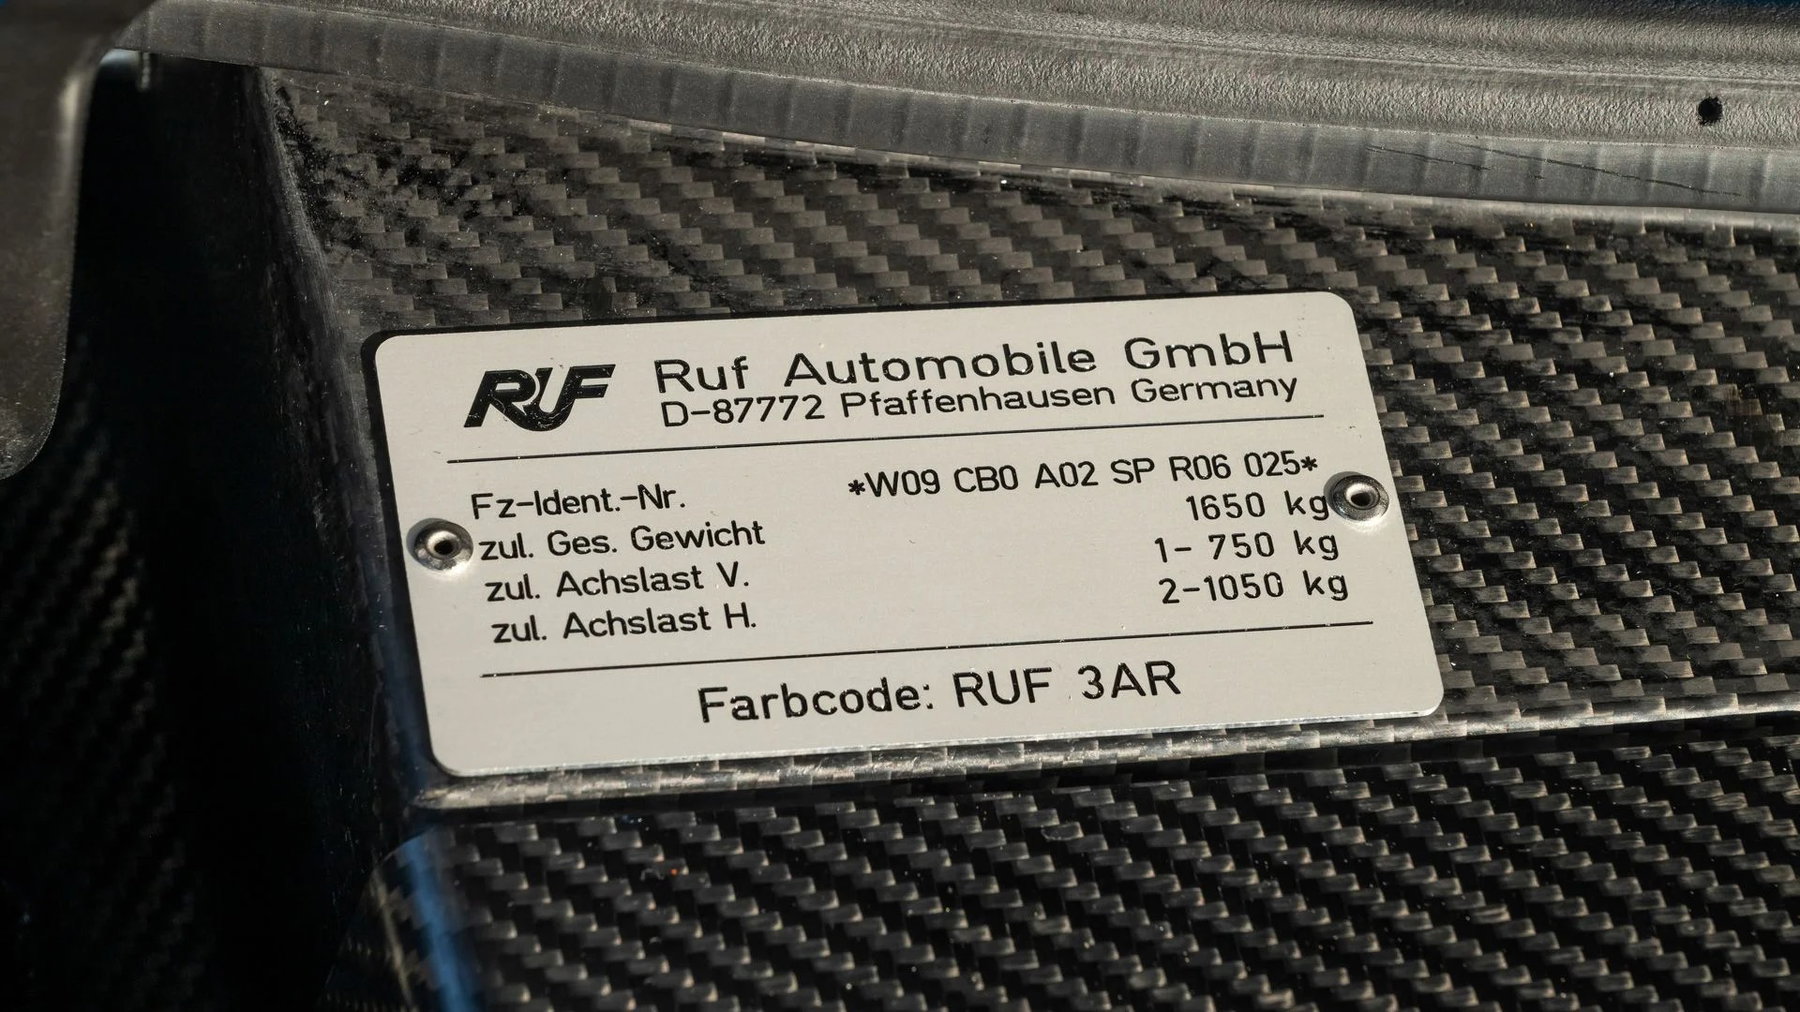 RUF Ruf Automobile GmbH
D-87772 Pfaffenhausen Germany
Fz-Ident.-Nr. *W09 CB0 A02 SP R06 025*
zul. Ges. Gewicht 1650 kg
zul. Achslast V. 1- 750 kg
zul. Achslast H. 2-1050 kg
Farbcode: RUF 3AR